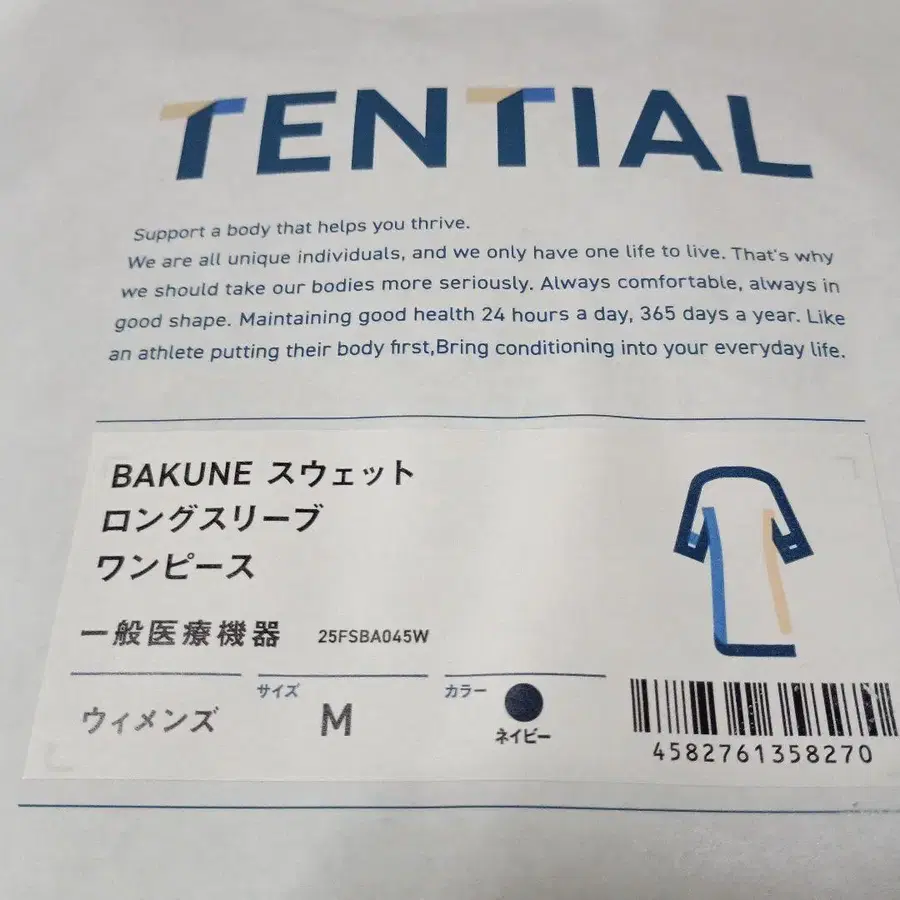 TENTIAL
Support a body that helps you thrive.
We are all unique individuals, and we only have one life to live. That's why
we should take our bodies more seriously. Always comfortable, always in
good shape. Maintaining good health 24 hours a day, 365 days a year. Like
an athlete putting their body first,Bring conditioning into your everyday life.
BAKUNE スウェット
ロングスリーブ
ワンピース
一般医療機器 25FSBA045W
ウィメンズ
サイズ
M
カラー
ネイビー
4582761358270